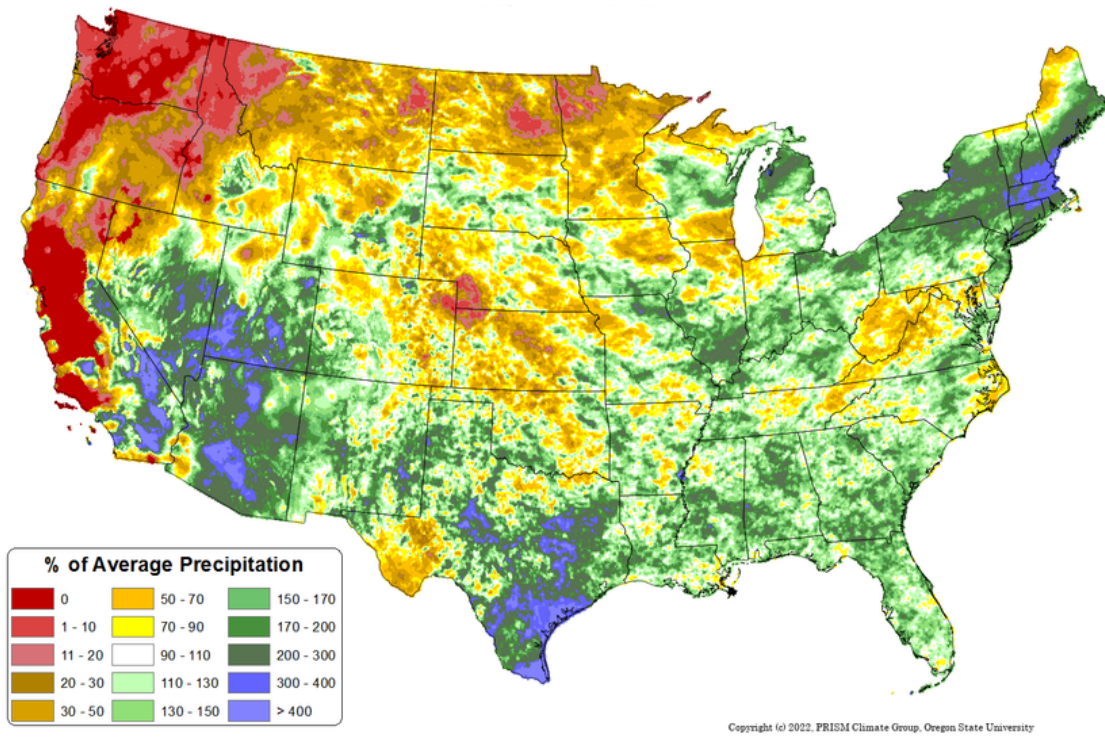 % of Average Precipitation
0 50 - 70 150 - 170
1 - 10 70 - 90 170 - 200
11 - 20 90 - 110 200 - 300
20 - 30 110 - 130 300 - 400
30 - 50 130 - 150 > 400
Copyright (c) 2022, PRISM Climate Group, Oregon State University